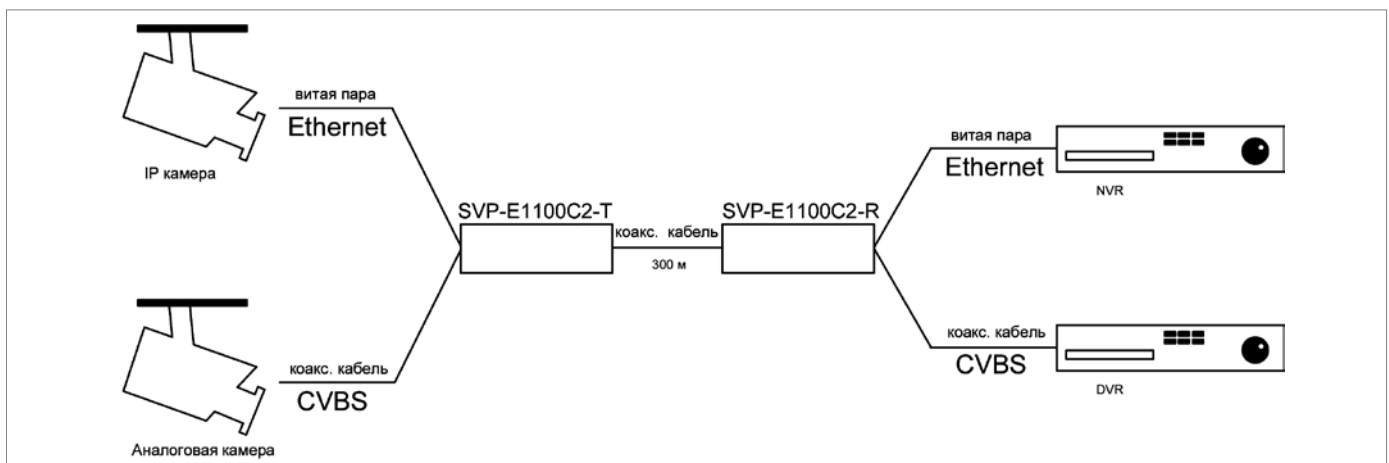 витая пара
Ethernet
IP камера
SVP-E1100C2-T
коакс. кабель
300 м
SVP-E1100C2-R
витая пара
Ethernet
NVR
коакс. кабель
CVBS
Аналоговая камера
коакс. кабель
CVBS
DVR